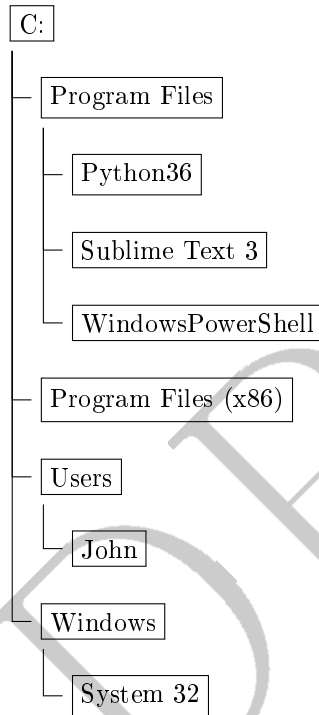 C:
Program Files
Python36
Sublime Text 3
WindowsPowerShell
Program Files (x86)
Users
John
Windows
System 32